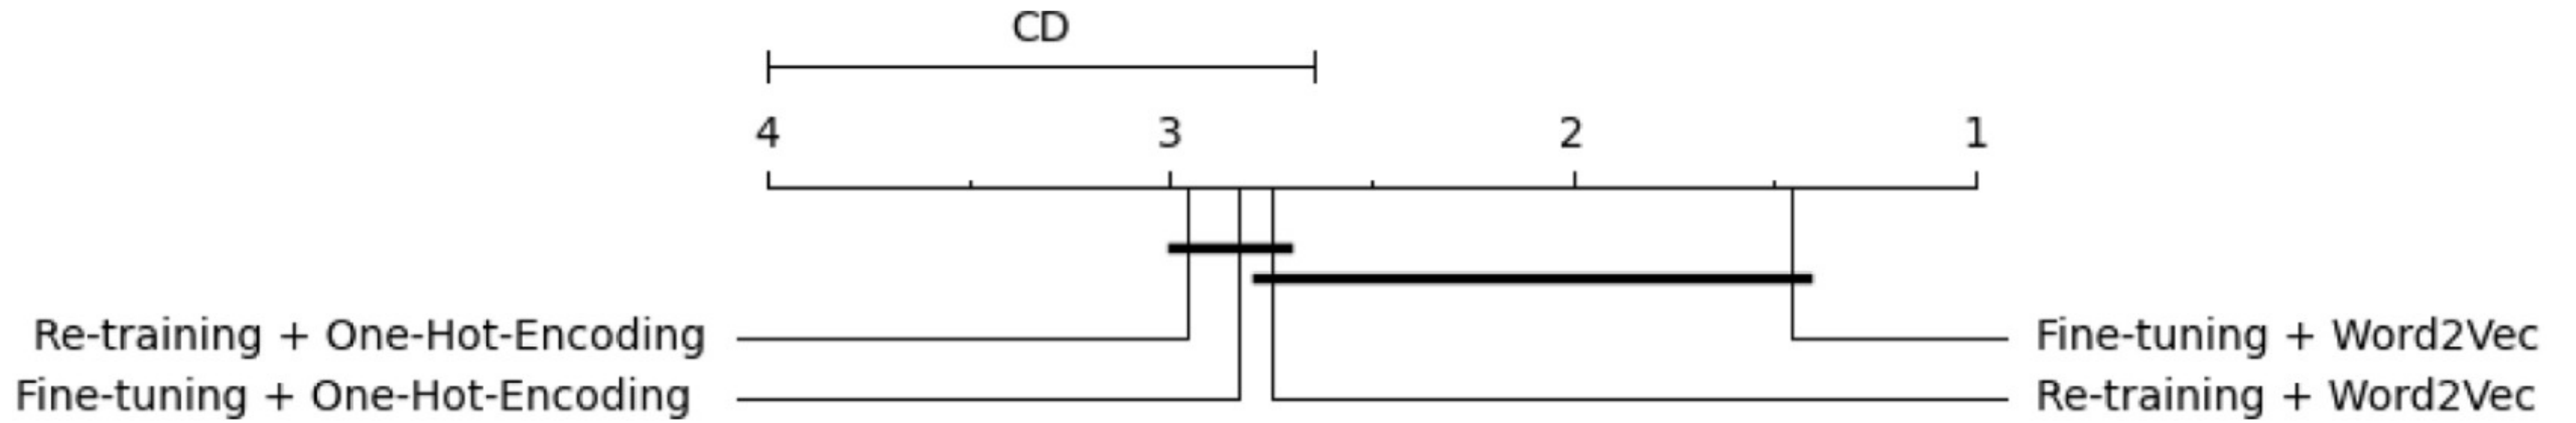 CD
4 3 2 1
Re-training + One-Hot-Encoding
Fine-tuning + Word2Vec
Fine-tuning + One-Hot-Encoding
Re-training + Word2Vec